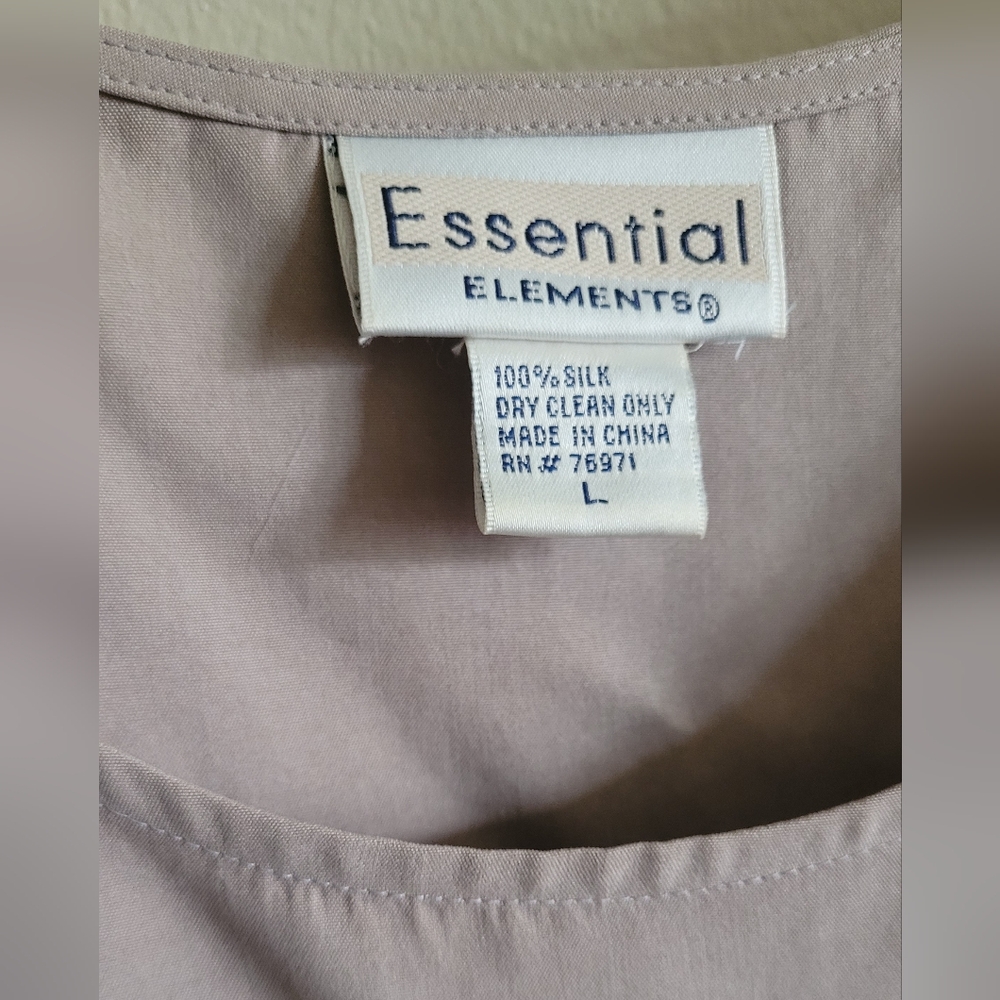 Essential
ELEMENTS®
100% SILK
DRY CLEAN ONLY
MADE IN CHINA
RN # 76971
L